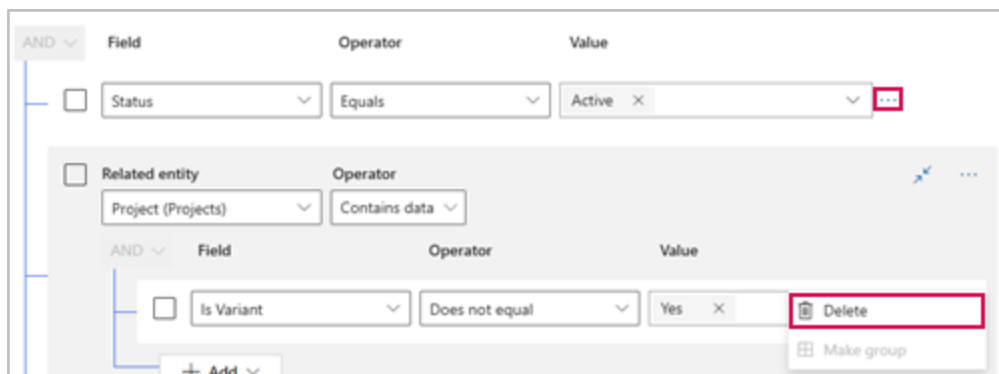 AND Field Operator Value
Status Equals Active
Related entity Operator
Project (Projects) Contains data
AND Field Operator Value
Is Variant Does not equal Yes Delete
Make group
Add